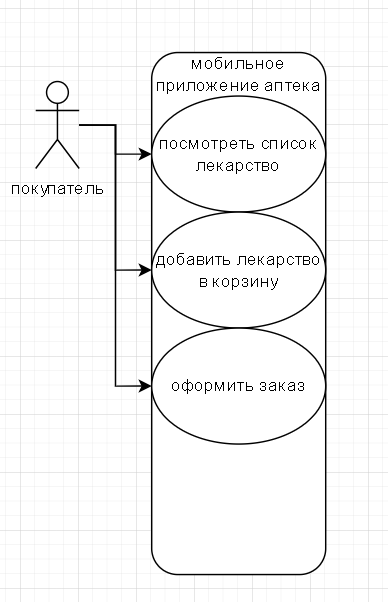 мобильное
приложение аптека
посмотреть список
лекарство
покупатель
добавить лекарство
в корзину
оформить заказ